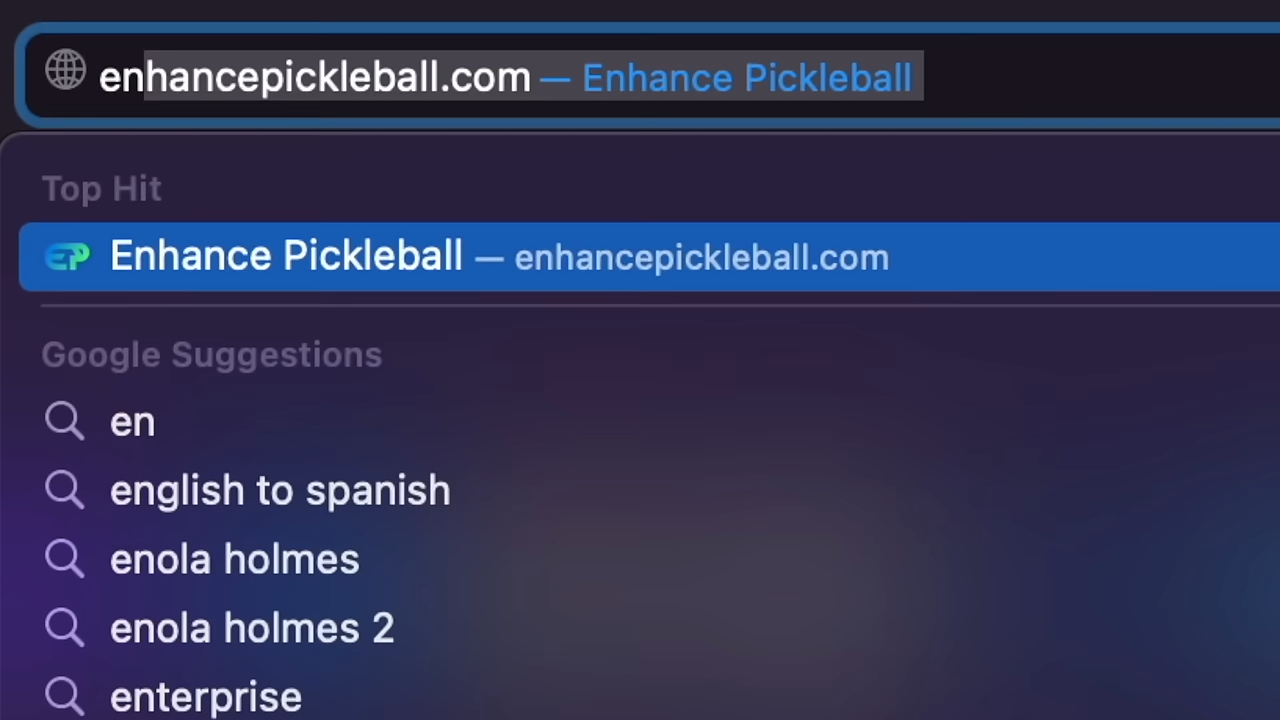 enhancepickleball.com — Enhance Pickleball
Top Hit
EP Enhance Pickleball — enhancepickleball.com
Google Suggestions
en
english to spanish
enola holmes
enola holmes 2
enterprise